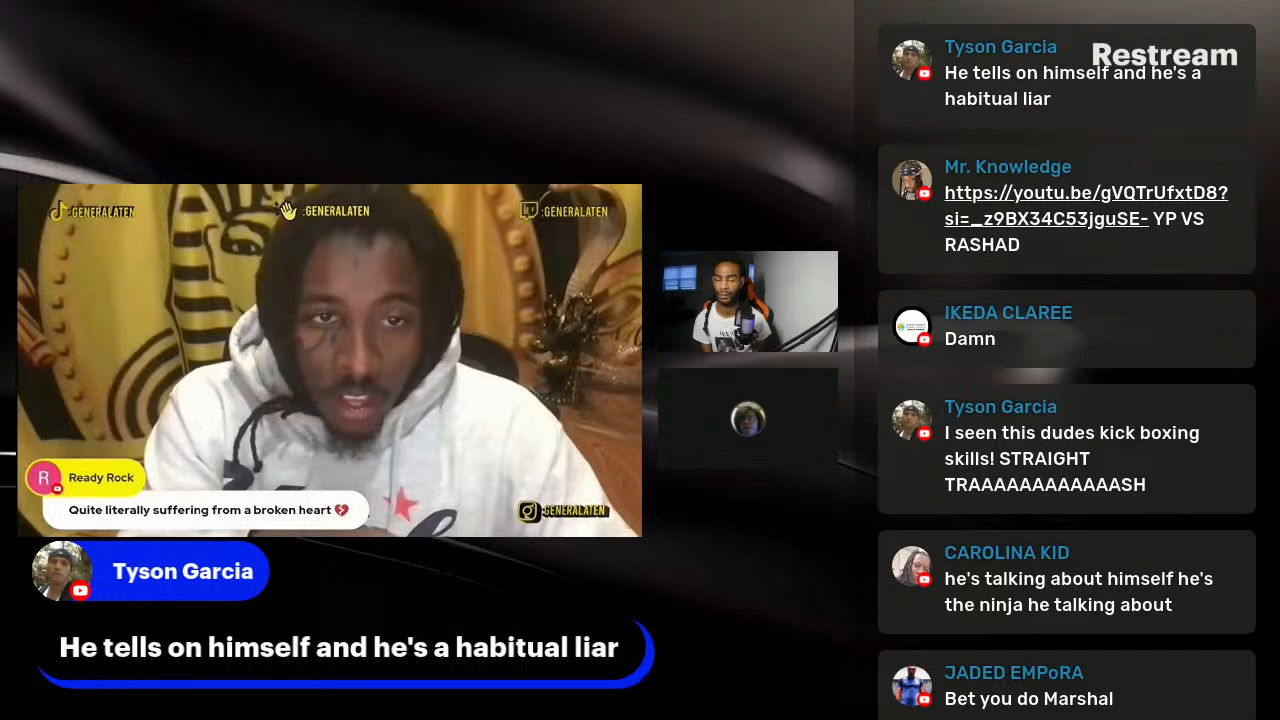 :GENERALATEN
:GENERALATEN
:GENERALATEN
Ready Rock
R
Quite literally suffering from a broken heart 💔
:GENERALATEN
Tyson Garcia
He tells on himself and he's a habitual liar
Restream
Tyson Garcia
He tells on himself and he's a
habitual liar
Mr. Knowledge
https://youtu.be/gVQTrUfxtD8?
si=_z9BX34C53jguSE- YP VS
RASHAD
IKEDA CLAREE
Damn
Tyson Garcia
I seen this dudes kick boxing
skills! STRAIGHT
TRAAAAAAAAAAAASH
CAROLINA KID
he's talking about himself he's
the ninja he talking about
JADED EMPoRA
Bet you do Marshal